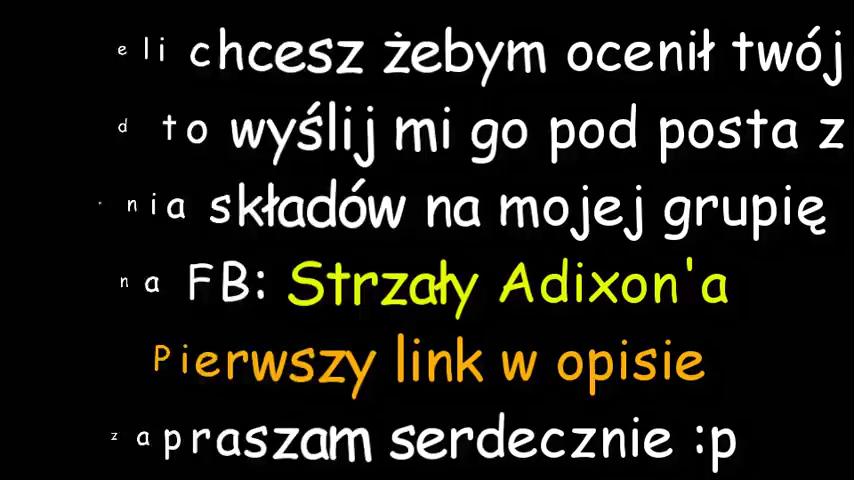 eli chcesz żebym ocenił twój
d to wyślij mi go pod posta z
nia składów na mojej grupię
na FB: Strzały Adixon'a
Pierwszy link w opisie
zapraszam serdecznie :p